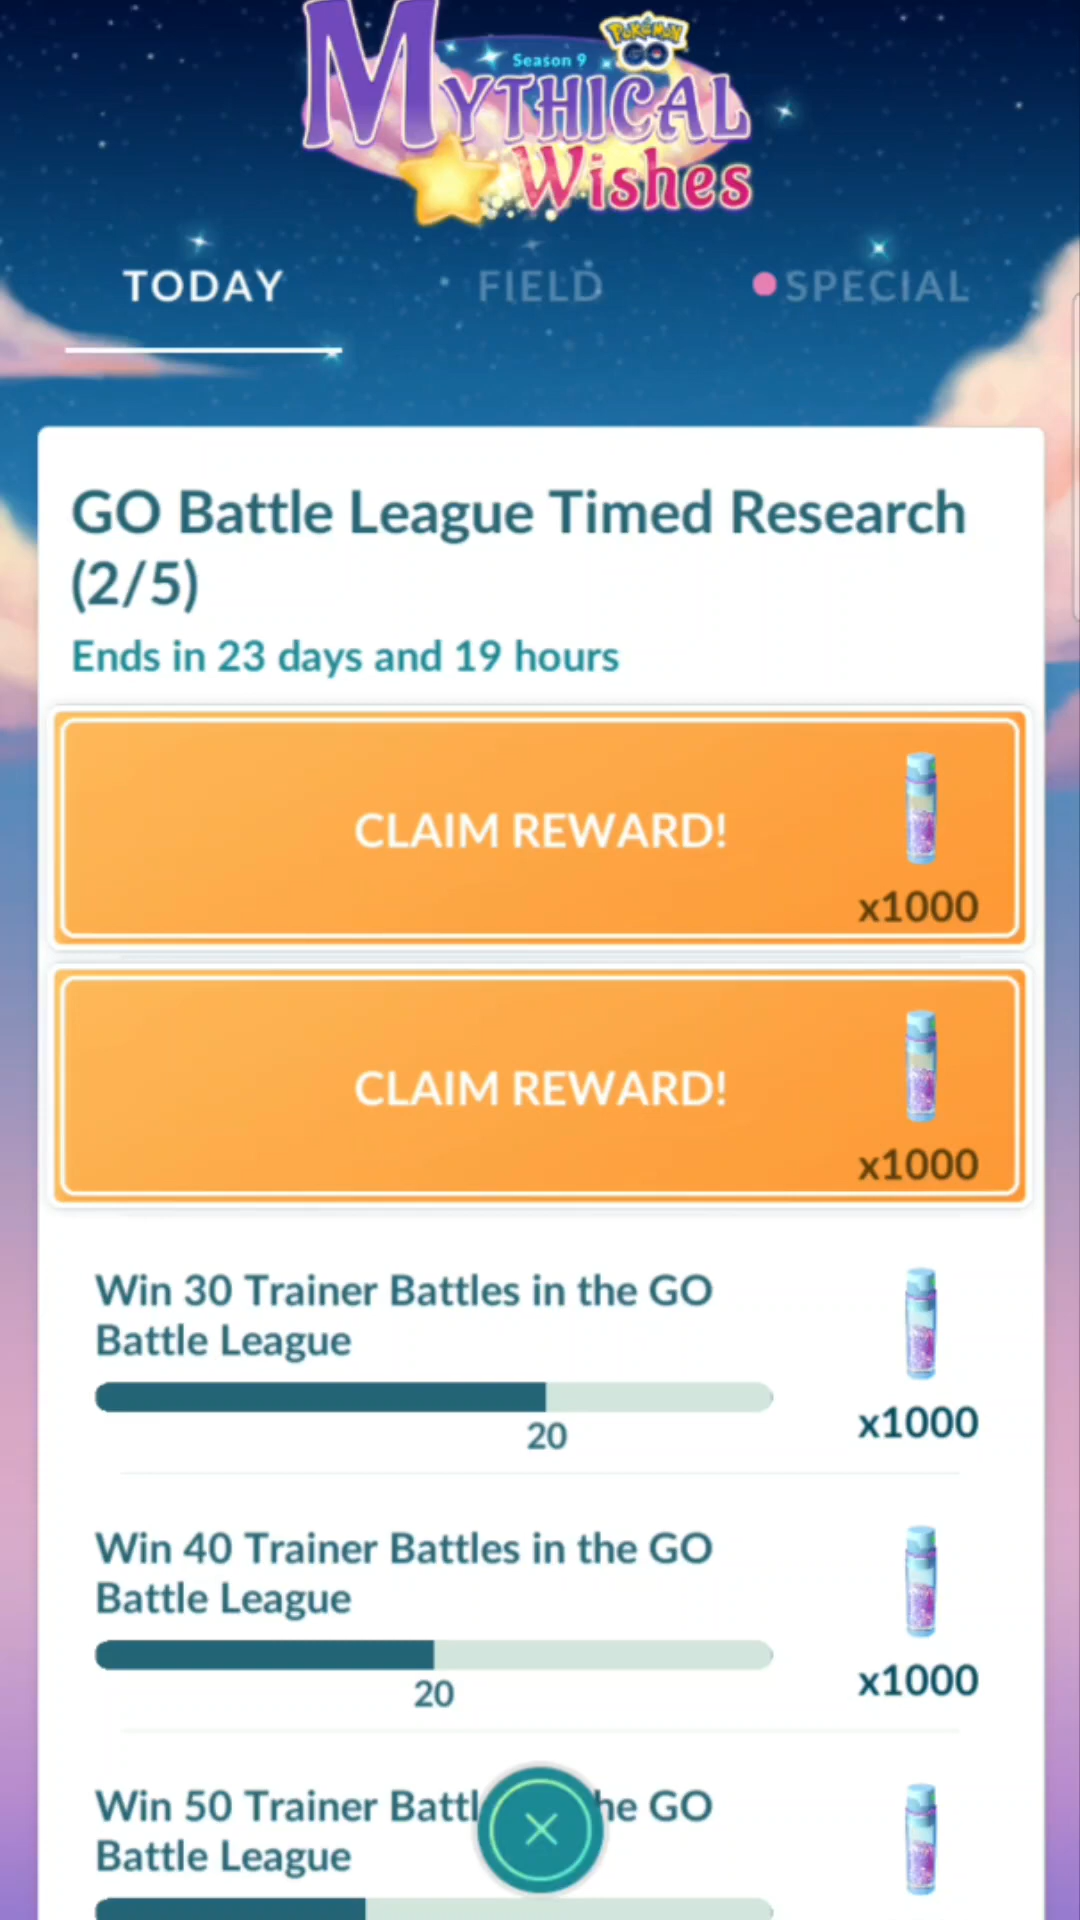 Pokémon GO
Season 9
Mythical
Wishes
TODAY
FIELD
SPECIAL
GO Battle League Timed Research
(2/5)
Ends in 23 days and 19 hours
CLAIM REWARD!
x1000
CLAIM REWARD!
x1000
Win 30 Trainer Battles in the GO
Battle League
20
x1000
Win 40 Trainer Battles in the GO
Battle League
20
x1000
Win 50 Trainer Battl he GO
Battle League